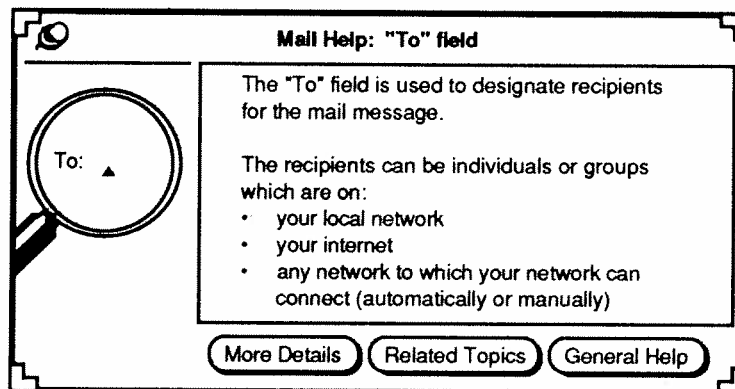 Mail Help: "To" field
To:
The "To" field is used to designate recipients
for the mail message.
The recipients can be individuals or groups
which are on:
• your local network
• your internet
• any network to which your network can
connect (automatically or manually)
More Details
Related Topics
General Help